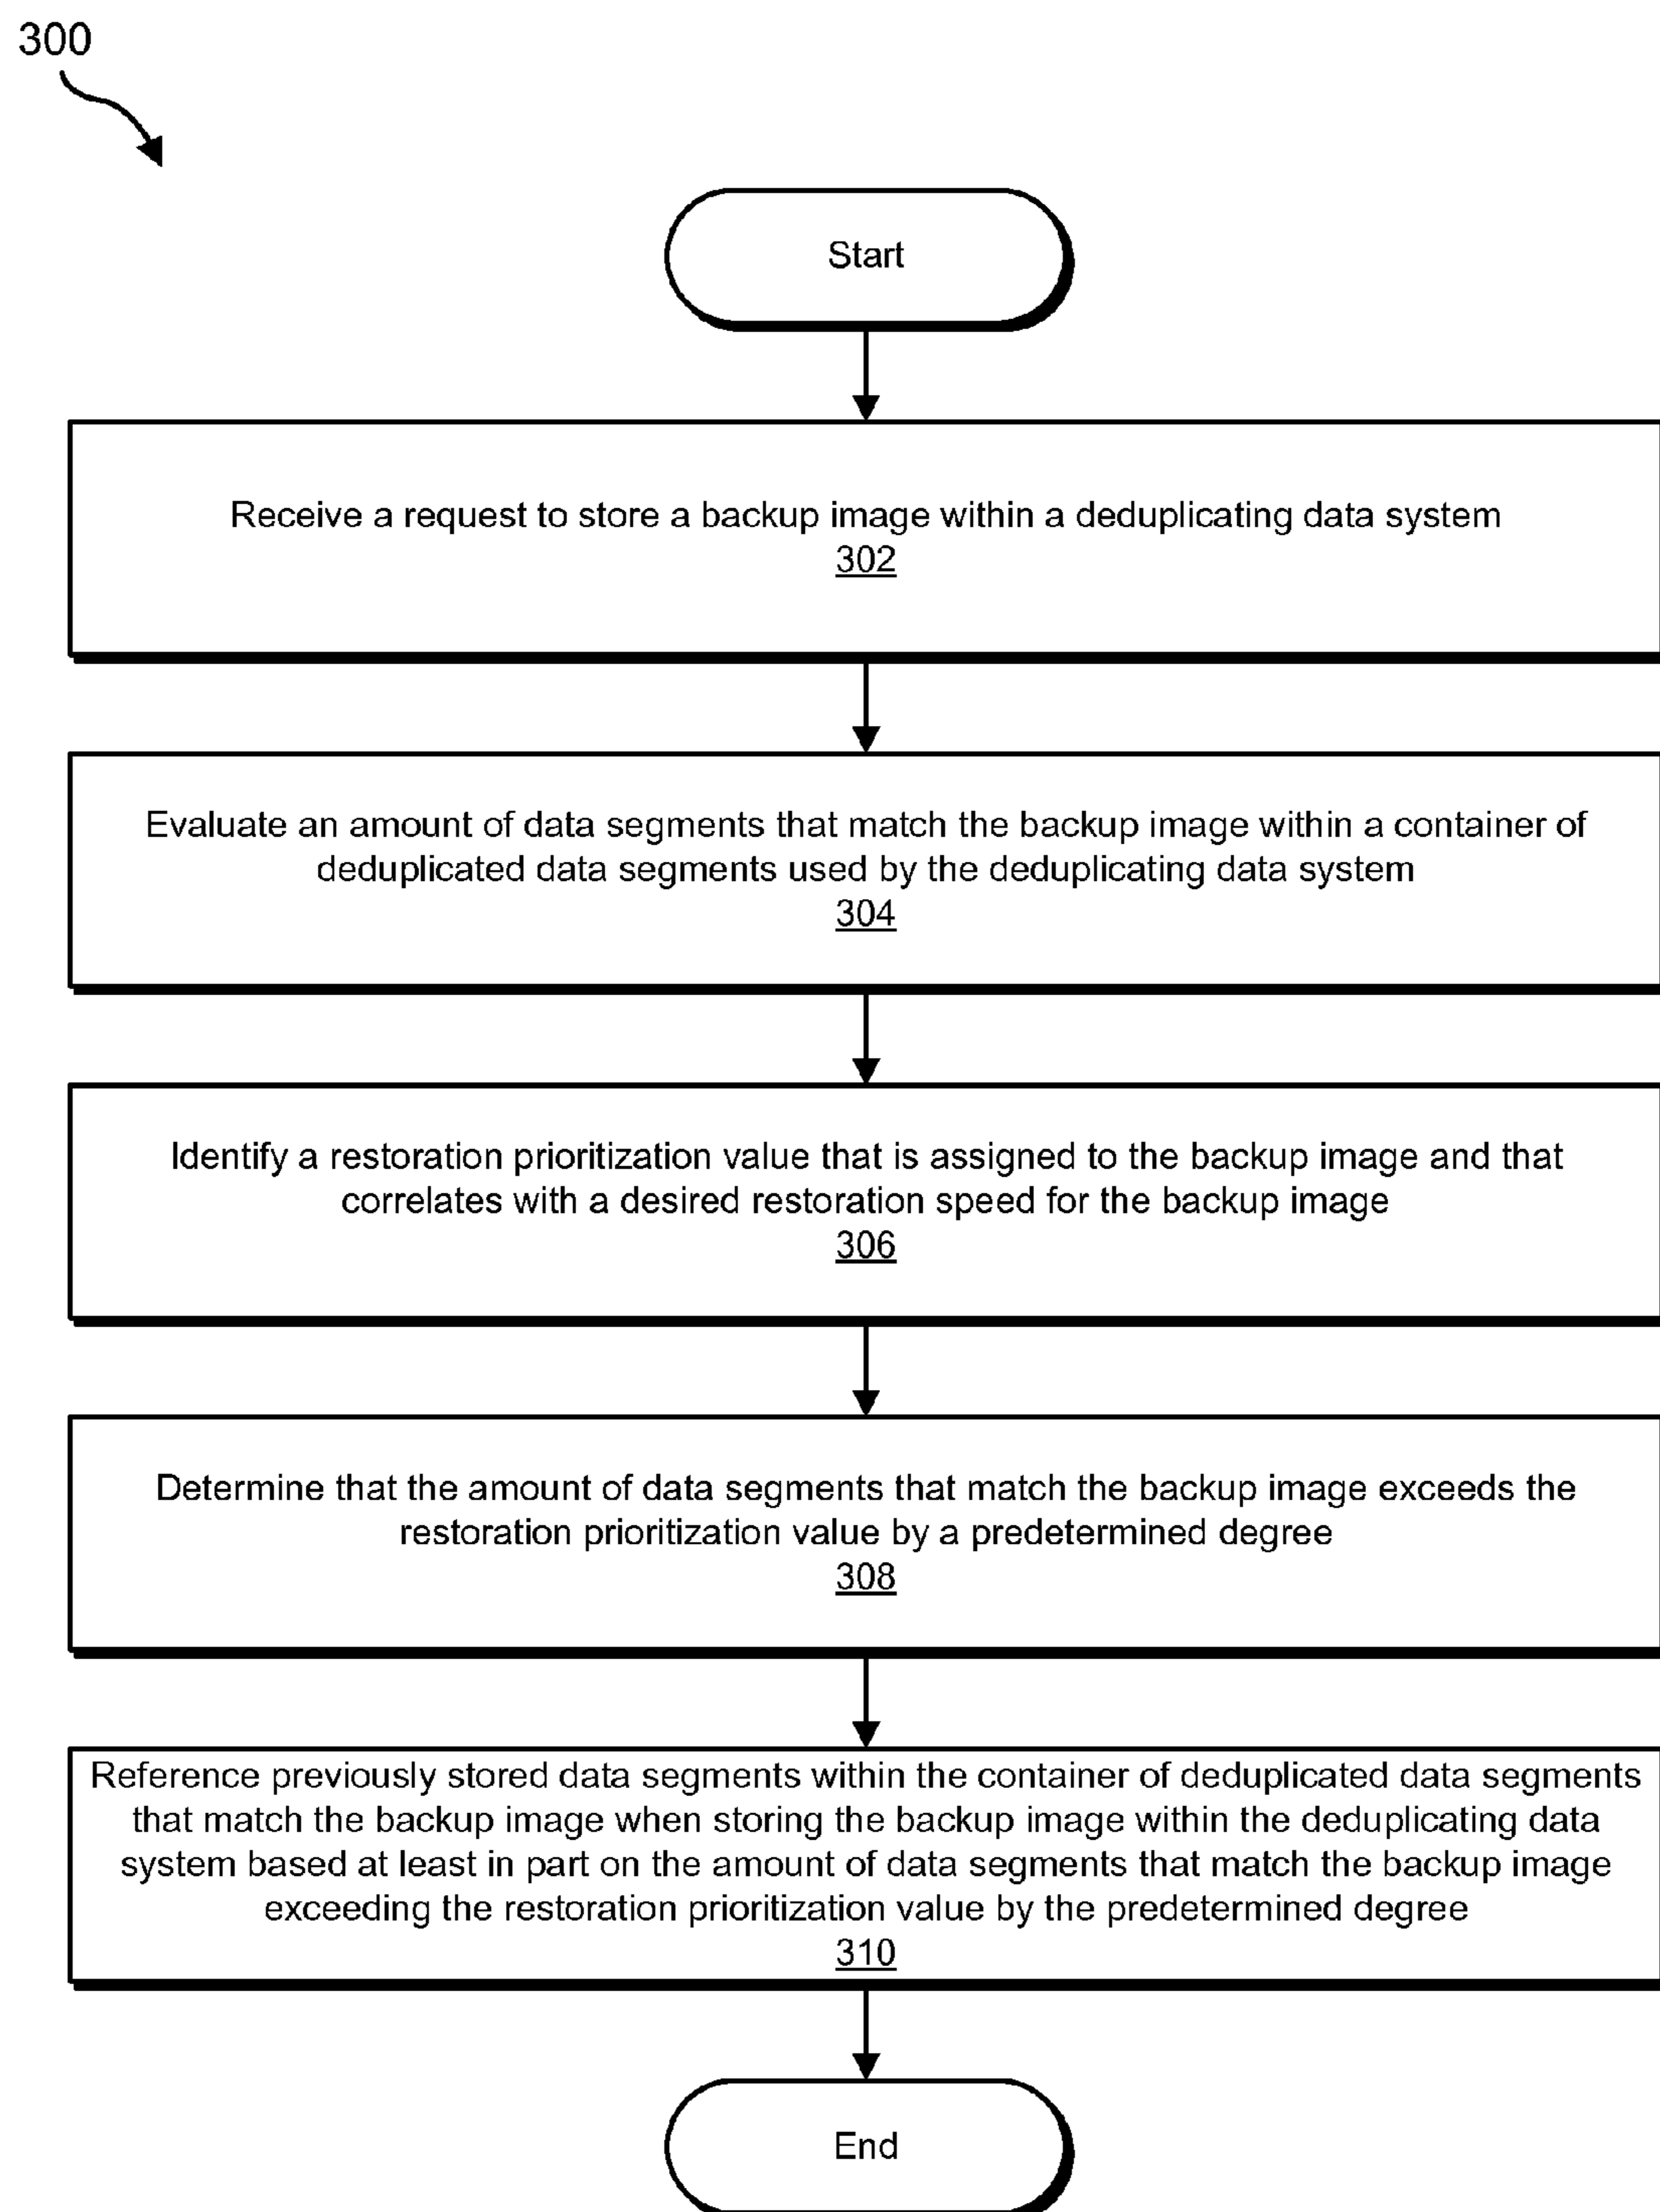 300
Start
Receive a request to store a backup image within a deduplicating data system
302
Evaluate an amount of data segments that match the backup image within a container of
deduplicated data segments used by the deduplicating data system
304
Identify a restoration prioritization value that is assigned to the backup image and that
correlates with a desired restoration speed for the backup image
306
Determine that the amount of data segments that match the backup image exceeds the
restoration prioritization value by a predetermined degree
308
Reference previously stored data segments within the container of deduplicated data segments
that match the backup image when storing the backup image within the deduplicating data
system based at least in part on the amount of data segments that match the backup image
exceeding the restoration prioritization value by the predetermined degree
310
End